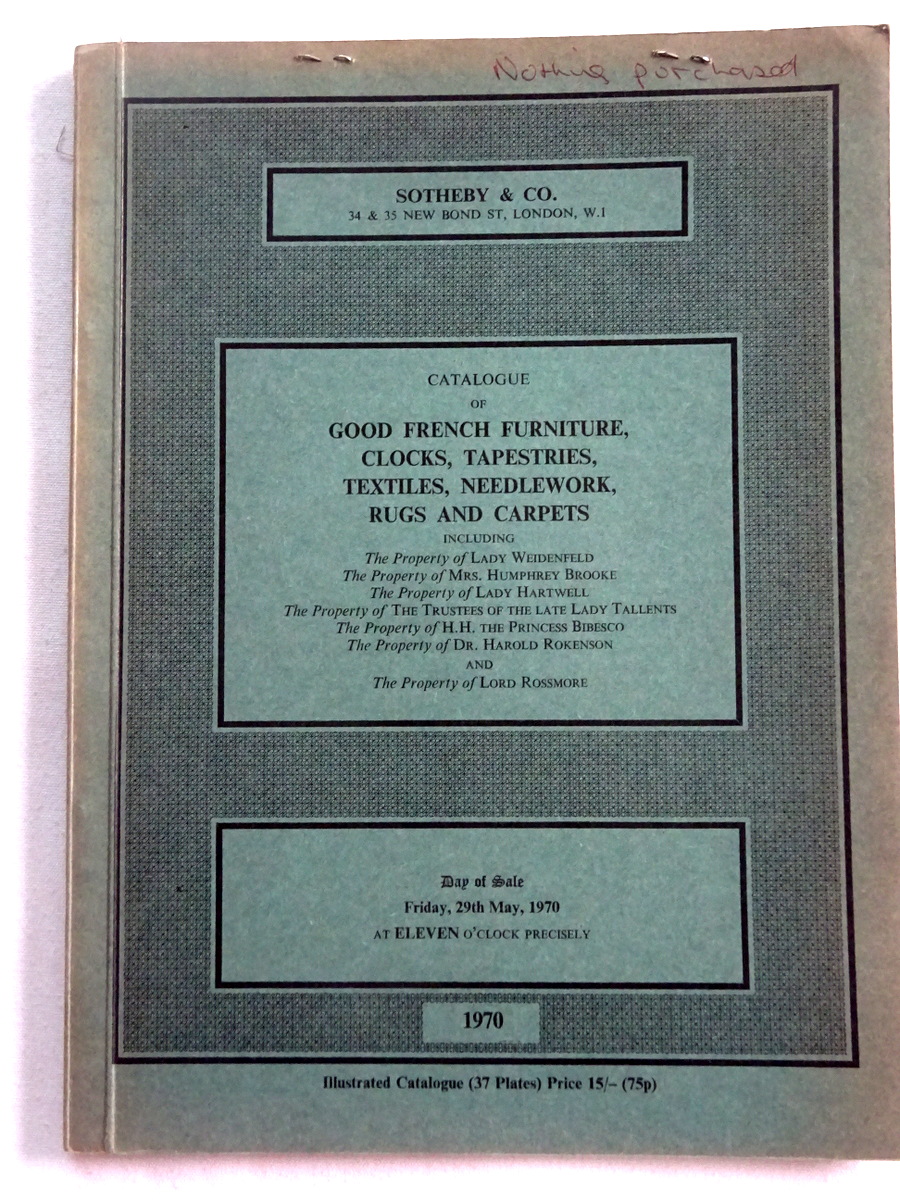 Nothing purchased
SOTHEBY & CO.
34 & 35 NEW BOND ST, LONDON, W.1
CATALOGUE
OF
GOOD FRENCH FURNITURE,
CLOCKS, TAPESTRIES,
TEXTILES, NEEDLEWORK,
RUGS AND CARPETS
INCLUDING
The Property of LADY WEIDENFELD
The Property of MRS. HUMPHREY BROOKE
The Property of LADY HARTWELL
The Property of THE TRUSTEES OF THE LATE LADY TALLENTS
The Property of H.H. THE PRINCESS BIBESCO
The Property of DR. HAROLD ROKENSON
AND
The Property of LORD ROSSMORE
Day of Sale
Friday, 29th May, 1970
AT ELEVEN O'CLOCK PRECISELY
1970
Illustrated Catalogue (37 Plates) Price 15/– (75p)